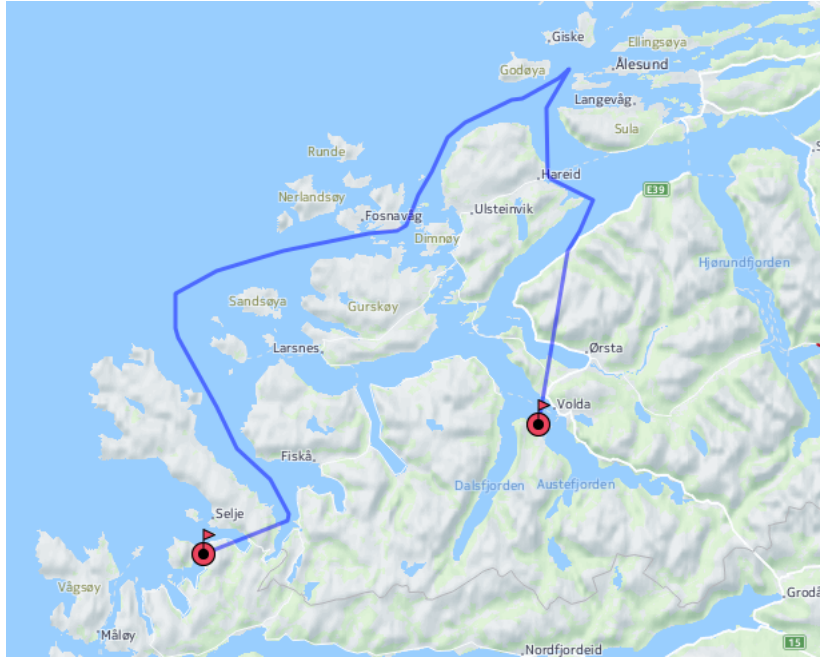 Giske
Ellingsøya
Godøya
Ålesund
Langevåg
Sula
Runde
Hareid
E39
Nerlandsøy
Fosnavåg
Ulsteinvik
Dimnøy
Hjørundfjorden
Sandsøya
Gurskøy
Larsnes
Ørsta
Volda
Fiskå
Dalsfjorden
Austefjorden
Selje
Vågsøy
Måløy
Nordfjordeid
15